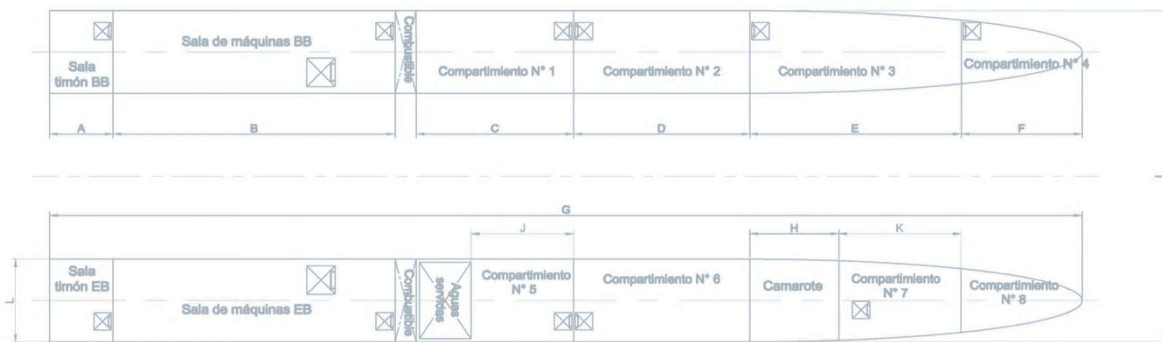 Sala de máquinas BB
Sala
timón BB
Combustible
Compartimiento N° 1
Compartimiento N° 2
Compartimiento N° 3
Compartimiento N° 4
A
B
C
D
E
F
G
J
H
K
L
Sala
timón EB
Sala de máquinas EB
Combustible
Aguas
servidas
Compartimiento
N° 5
Compartimiento N° 6
Camarote
Compartimiento
N° 7
Compartimiento
N° 8